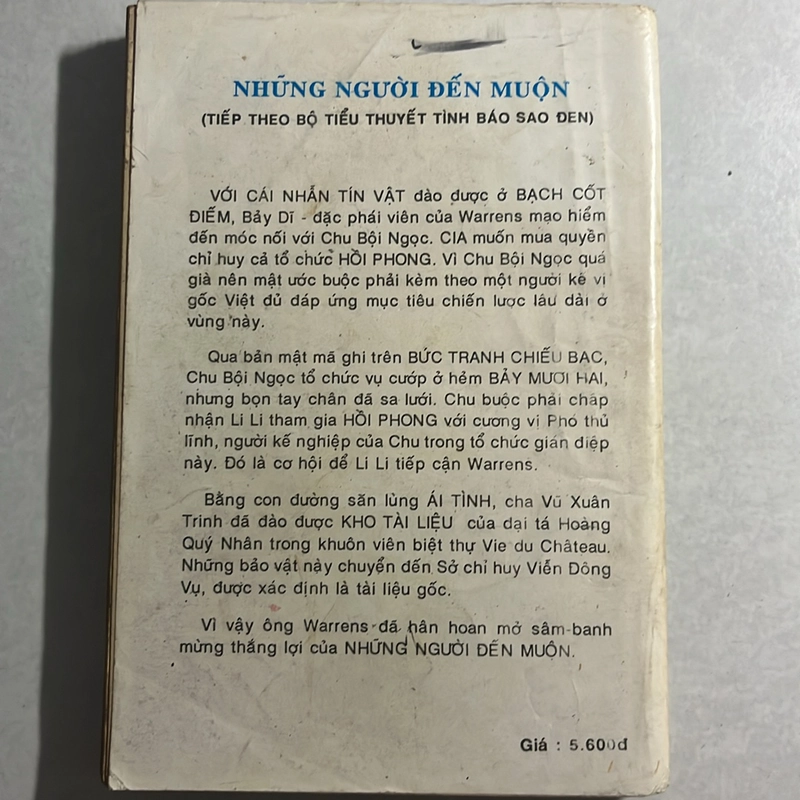 NHỮNG NGƯỜI ĐẾN MUỘN
(TIẾP THEO BỘ TIỂU THUYẾT TÌNH BÁO SAO ĐEN)
VỚI CÁI NHẪN TÍN VẬT đào được ở BẠCH CỐT
ĐIẾM, Bảy Dĩ - đặc phái viên của Warrens mạo hiểm
đến móc nối với Chu Bội Ngọc. CIA muốn mua quyền
chỉ huy cả tổ chức HỒI PHONG. Vì Chu Bội Ngọc quá
già nên mật ước buộc phải kèm theo một người kế vị
gốc Việt đủ đáp ứng mục tiêu chiến lược lâu dài ở
vùng này.
Qua bản mật mã ghi trên BỨC TRANH CHIẾU BẠC,
Chu Bội Ngọc tổ chức vụ cướp ở hẻm BẢY MƯƠI HAI,
nhưng bọn tay chân đã sa lưới. Chu buộc phải chấp
nhận Li Li tham gia HỒI PHONG với cương vị Phó thủ
lĩnh, người kế nghiệp của Chu trong tổ chức gián điệp
này. Đó là cơ hội để Li Li tiếp cận Warrens.
Bằng con đường săn lùng ÁI TÌNH, cha Vũ Xuân
Trinh đã đào được KHO TÀI LIỆU của đại tá Hoàng
Quý Nhân trong khuôn viên biệt thự Vie du Château.
Những bảo vật này chuyển đến Sở chỉ huy Viễn Đông
Vụ, được xác định là tài liệu gốc.
Vì vậy ông Warrens đã hân hoan mở sâm-banh
mừng thắng lợi của NHỮNG NGƯỜI ĐẾN MUỘN.
Giá : 5.600đ